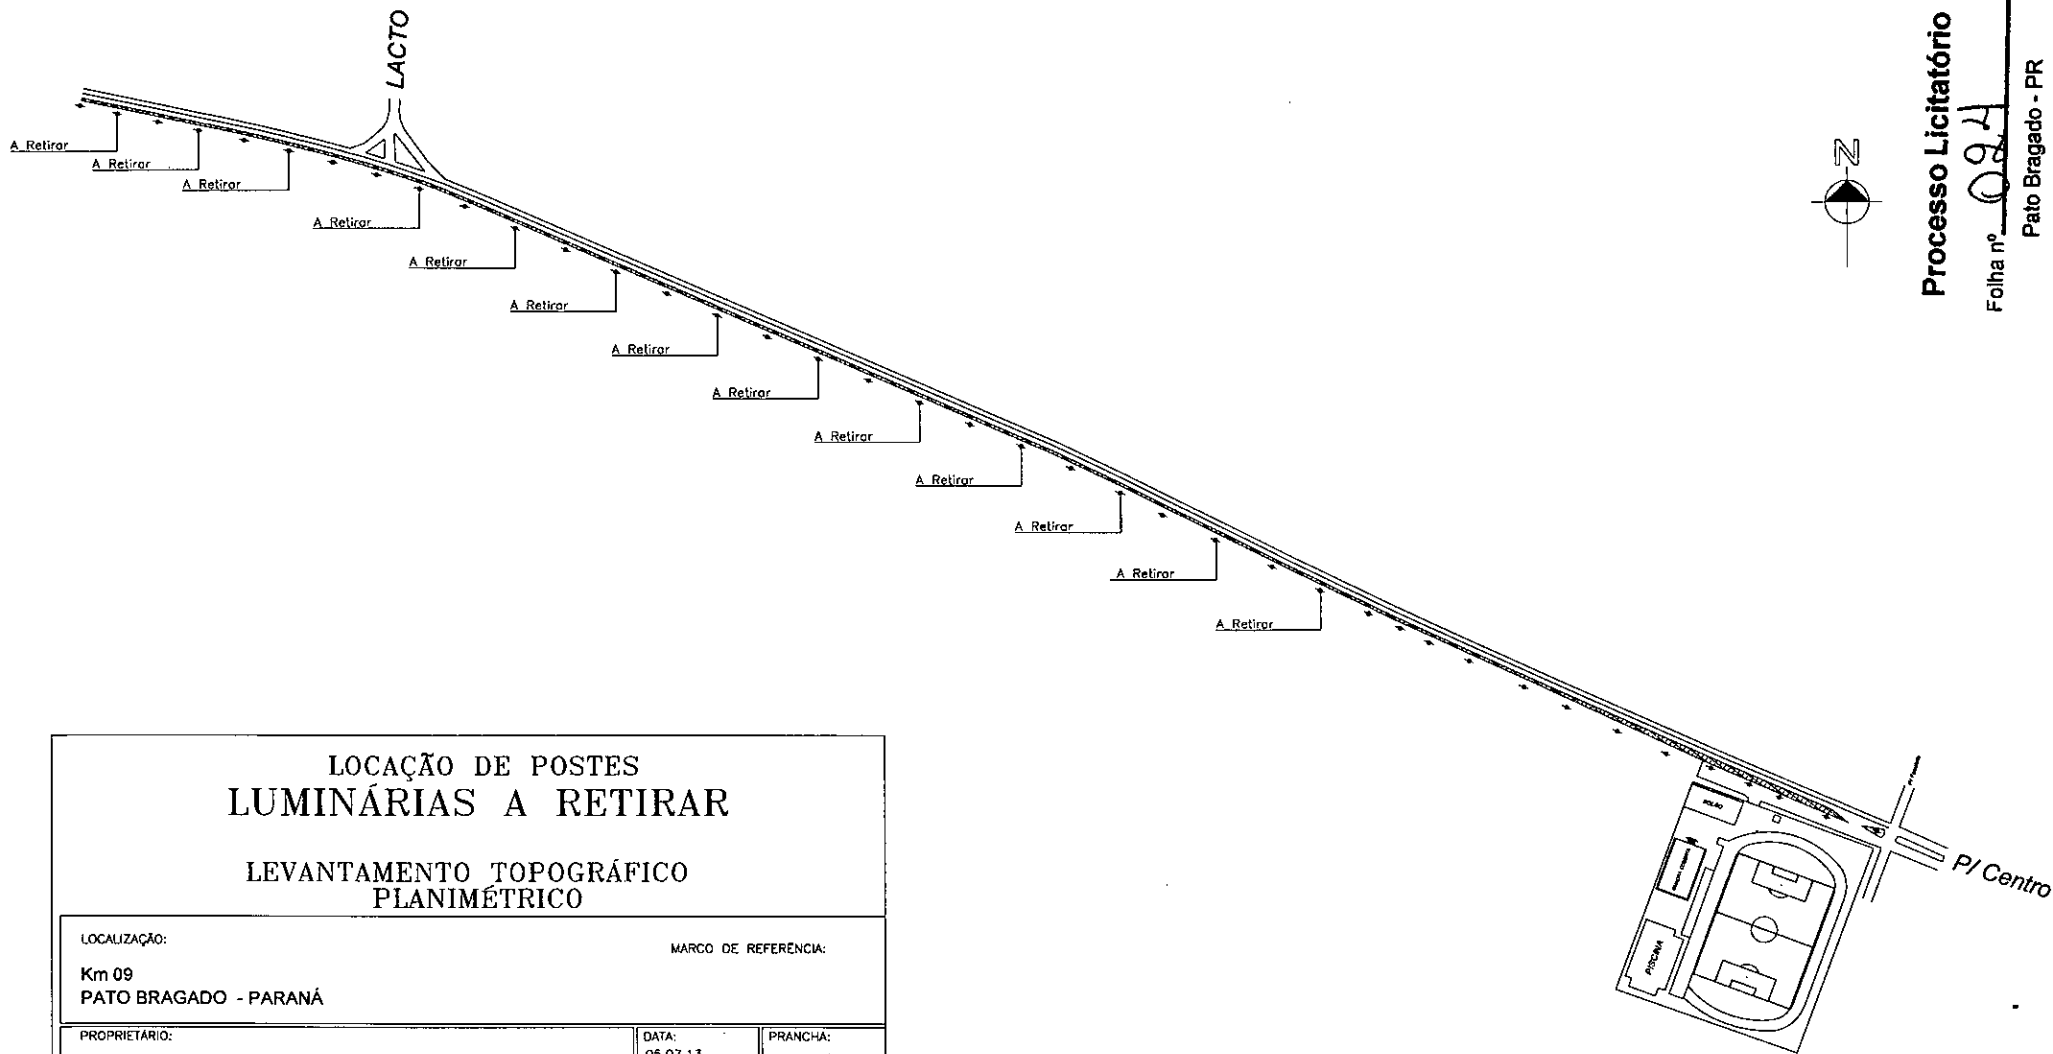 LACTO
A Retirar
A Retirar
A Retirar
A Retirar
A Retirar
A Retirar
A Retirar
A Retirar
A Retirar
A Retirar
A Retirar
A Retirar
A Retirar
N
Processo Licitatório
Folha nº
Pato Bragado - PR
BOLÃO
PISCINA
P/ Centro
LOCAÇÃO DE POSTES
LUMINÁRIAS A RETIRAR
LEVANTAMENTO TOPOGRÁFICO
PLANIMÉTRICO
LOCALIZAÇÃO:
MARCO DE REFERÊNCIA:
Km 09
PATO BRAGADO - PARANÁ
PROPRIETÁRIO:
DATA:
PRANCHA: